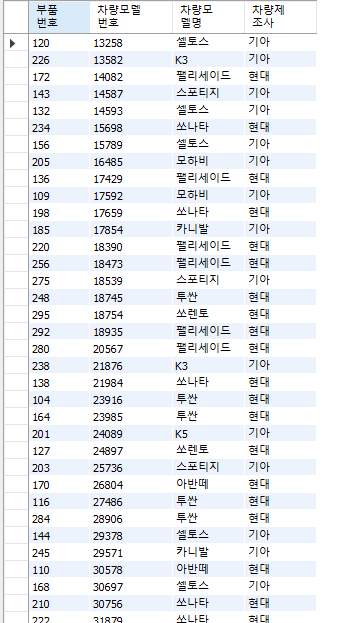 부품 번호 차량모델 번호 차량모델명 차량제조사
120 13258 셀토스 기아
226 13582 K3 기아
172 14082 팰리세이드 현대
143 14587 스포티지 기아
132 14593 셀토스 기아
234 15698 쏘나타 현대
156 15789 셀토스 기아
205 16485 모하비 기아
136 17429 팰리세이드 현대
109 17592 모하비 기아
198 17659 쏘나타 현대
185 17854 카니발 기아
220 18390 팰리세이드 현대
256 18473 팰리세이드 현대
275 18539 스포티지 기아
248 18745 투싼 현대
295 18754 쏘렌토 현대
292 18935 팰리세이드 현대
280 20567 팰리세이드 현대
238 21876 K3 기아
138 21984 쏘나타 현대
104 23916 투싼 현대
164 23985 투싼 현대
201 24089 K5 기아
127 24897 쏘렌토 현대
203 25736 스포티지 기아
170 26804 아반떼 현대
116 27486 투싼 현대
284 28906 투싼 현대
144 29378 셀토스 기아
245 29571 카니발 기아
110 30578 아반떼 현대
168 30697 셀토스 기아
210 30756 쏘나타 현대
222 31879 쏘나타 현대